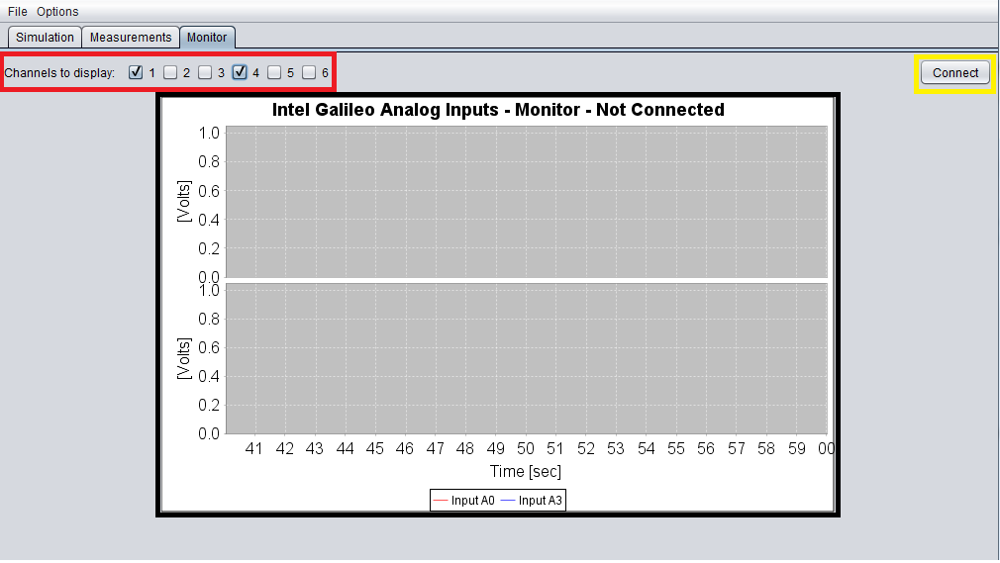 File Options
Simulation Measurements Monitor
Channels to display: 1 2 3 4 5 6 Connect
Intel Galileo Analog Inputs - Monitor - Not Connected
1.0
0.8
0.6
0.4
0.2
0.0
[Volts]
1.0
0.8
0.6
0.4
0.2
0.0
[Volts]
41 42 43 44 45 46 47 48 49 50 51 52 53 54 55 56 57 58 59 00
Time [sec]
Input A0 Input A3